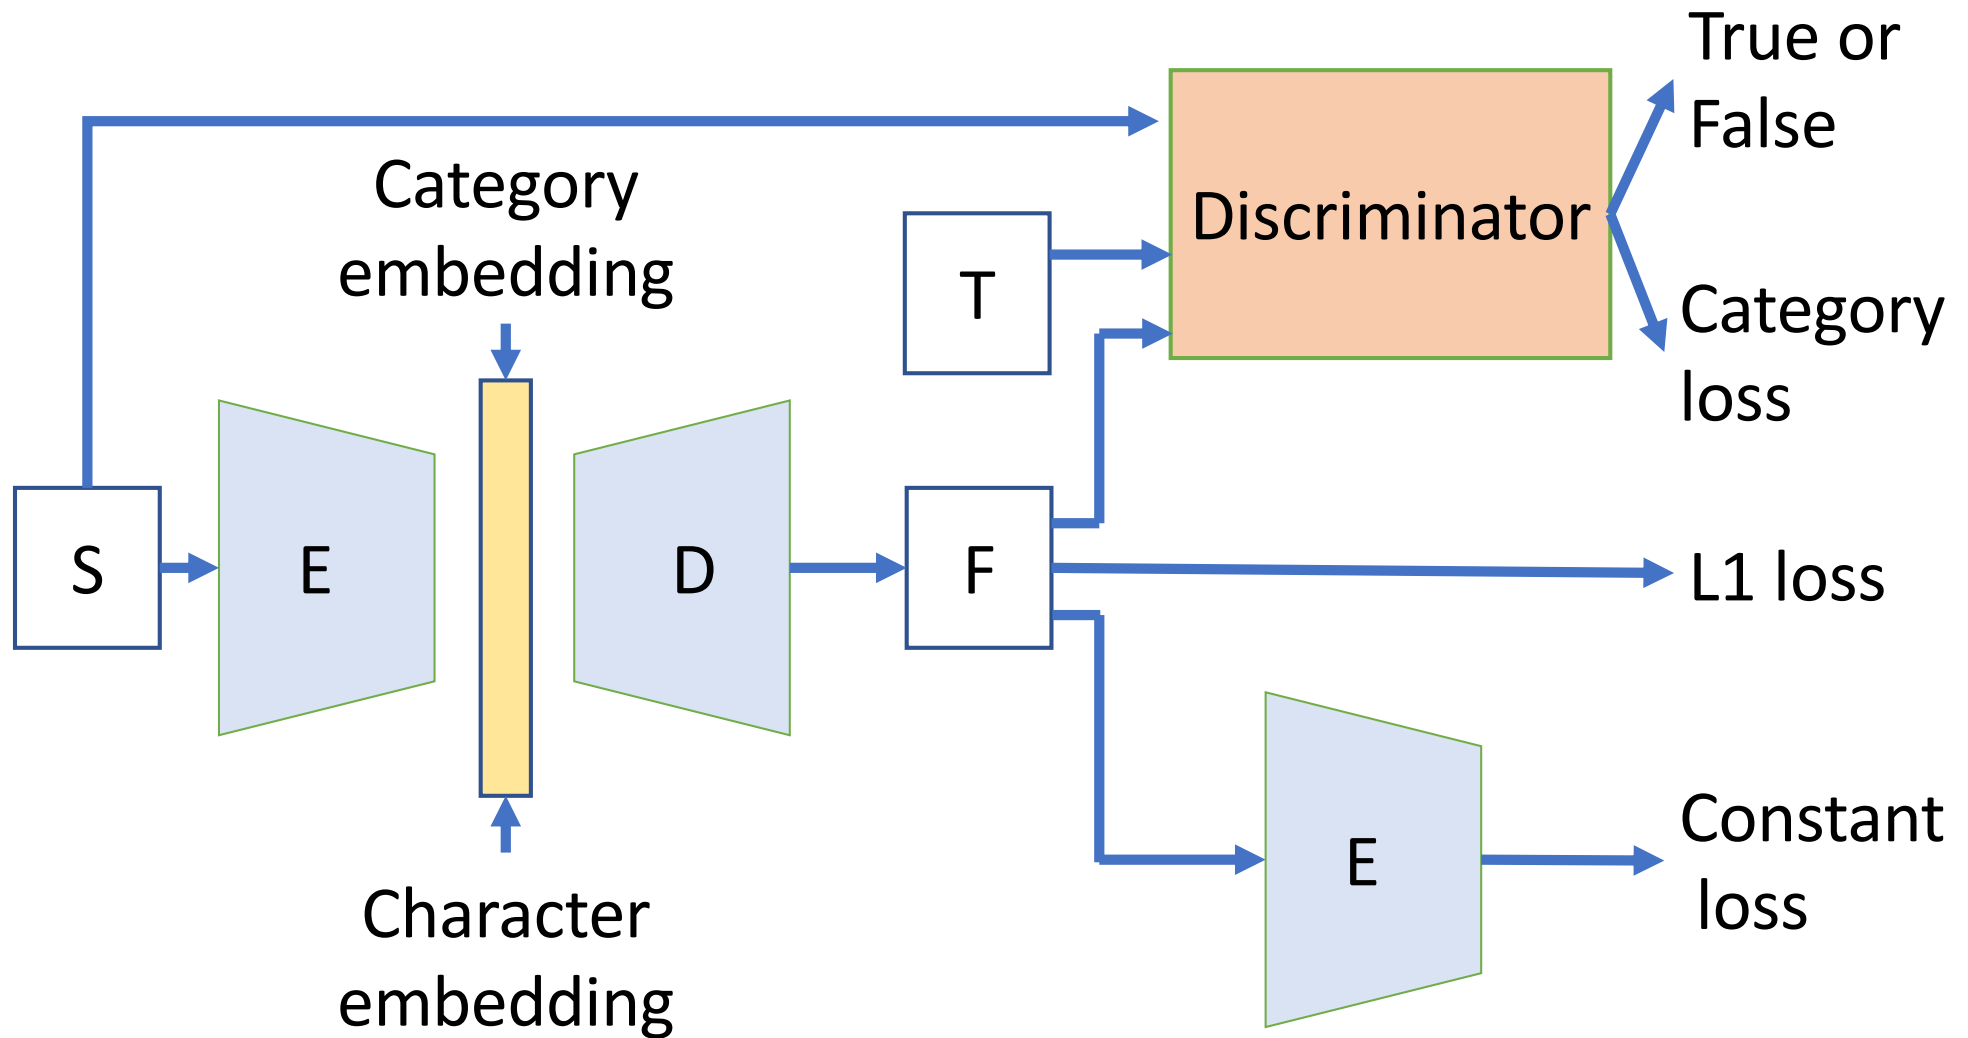 True or
False
Category
embedding
Discriminator
T
Category
loss
S
E
D
F
L1 loss
Constant
loss
E
Character
embedding